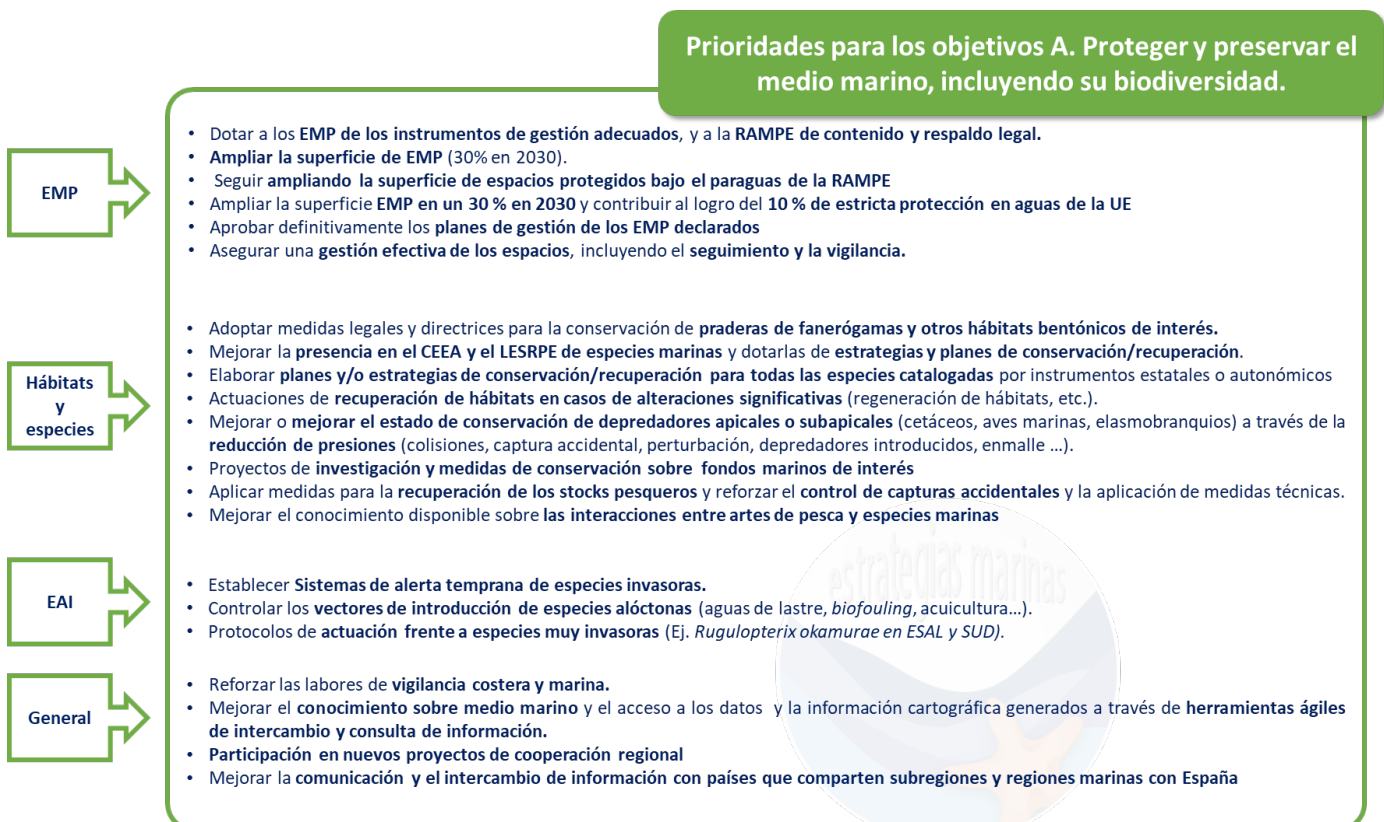 Prioridades para los objetivos A. Proteger y preservar el
medio marino, incluyendo su biodiversidad.
EMP
• Dotar a los EMP de los instrumentos de gestión adecuados, y a la RAMPE de contenido y respaldo legal.
• Ampliar la superficie de EMP (30% en 2030).
• Seguir ampliando la superficie de espacios protegidos bajo el paraguas de la RAMPE
• Ampliar la superficie EMP en un 30 % en 2030 y contribuir al logro del 10 % de estricta protección en aguas de la UE
• Aprobar definitivamente los planes de gestión de los EMP declarados
• Asegurar una gestión efectiva de los espacios, incluyendo el seguimiento y la vigilancia.
Hábitats
y
especies
• Adoptar medidas legales y directrices para la conservación de praderas de fanerógamas y otros hábitats bentónicos de interés.
• Mejorar la presencia en el CEEA y el LESRPE de especies marinas y dotarlas de estrategias y planes de conservación/recuperación.
• Elaborar planes y/o estrategias de conservación/recuperación para todas las especies catalogadas por instrumentos estatales o autonómicos
• Actuaciones de recuperación de hábitats en casos de alteraciones significativas (regeneración de hábitats, etc.).
• Mejorar o mejorar el estado de conservación de depredadores apicales o subapicales (cetáceos, aves marinas, elasmobranquios) a través de la
reducción de presiones (colisiones, captura accidental, perturbación, depredadores introducidos, enmalle ...).
• Proyectos de investigación y medidas de conservación sobre fondos marinos de interés
• Aplicar medidas para la recuperación de los stocks pesqueros y reforzar el control de capturas accidentales y la aplicación de medidas técnicas.
• Mejorar el conocimiento disponible sobre las interacciones entre artes de pesca y especies marinas
estrategias marinas
EAI
• Establecer Sistemas de alerta temprana de especies invasoras.
• Controlar los vectores de introducción de especies alóctonas (aguas de lastre, biofouling, acuicultura...).
• Protocolos de actuación frente a especies muy invasoras (Ej. Rugulopterix okamurae en ESAL y SUD).
General
• Reforzar las labores de vigilancia costera y marina.
• Mejorar el conocimiento sobre medio marino y el acceso a los datos y la información cartográfica generados a través de herramientas ágiles
de intercambio y consulta de información.
• Participación en nuevos proyectos de cooperación regional
• Mejorar la comunicación y el intercambio de información con países que comparten subregiones y regiones marinas con España